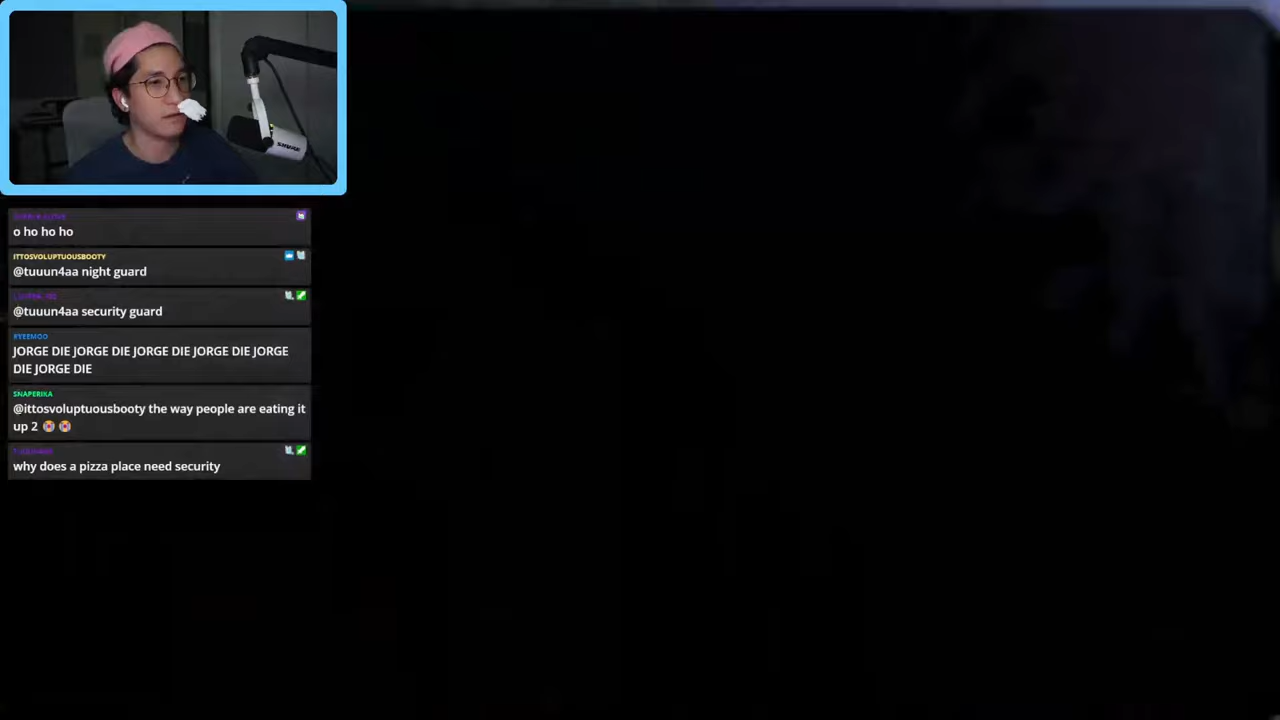 SHURE
o ho ho ho
ITTOSVOLUPTUOUSBOOTY
@tuuun4aa night guard
@tuuun4aa security guard
#YEEMOO
JORGE DIE JORGE DIE JORGE DIE JORGE DIE JORGE
DIE JORGE DIE
SNAPERIKA
@ittosvoluptuousbooty the way people are eating it
up 2
why does a pizza place need security